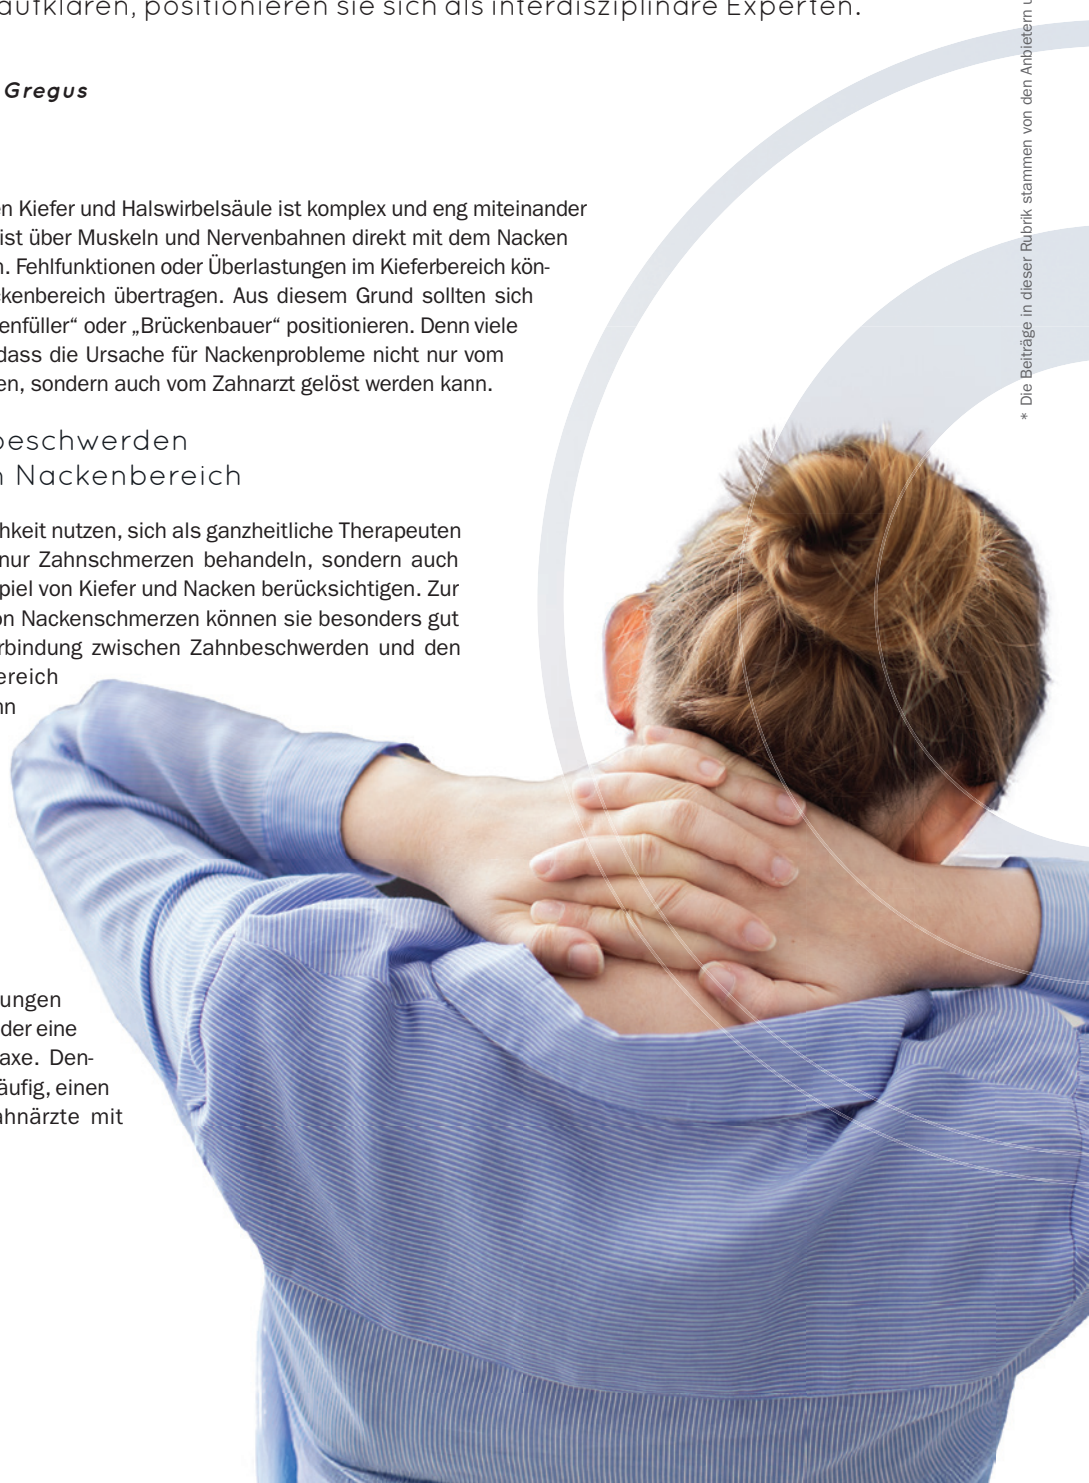 aufklären, positionieren sie sich als interdisziplinäre Experten.
Gregus
Kiefer und Halswirbelsäule ist komplex und eng miteinander
ist über Muskeln und Nervenbahnen direkt mit dem Nacken
Fehlfunktionen oder Überlastungen im Kieferbereich kön-
ckenbereich übertragen. Aus diesem Grund sollten sich
enfüller“ oder „Brückenbauer“ positionieren. Denn viele
dass die Ursache für Nackenprobleme nicht nur vom
en, sondern auch vom Zahnarzt gelöst werden kann.
beschwerden
Nackenbereich
hkeit nutzen, sich als ganzheitliche Therapeuten
nur Zahnschmerzen behandeln, sondern auch
piel von Kiefer und Nacken berücksichtigen. Zur
on Nackenschmerzen können sie besonders gut
rbindung zwischen Zahnbeschwerden und den
ereich
nn
ungen
der eine
axe. Den-
äufig, einen
ahnärzte mit
* Die Beiträge in dieser Rubrik stammen von den Anbietern